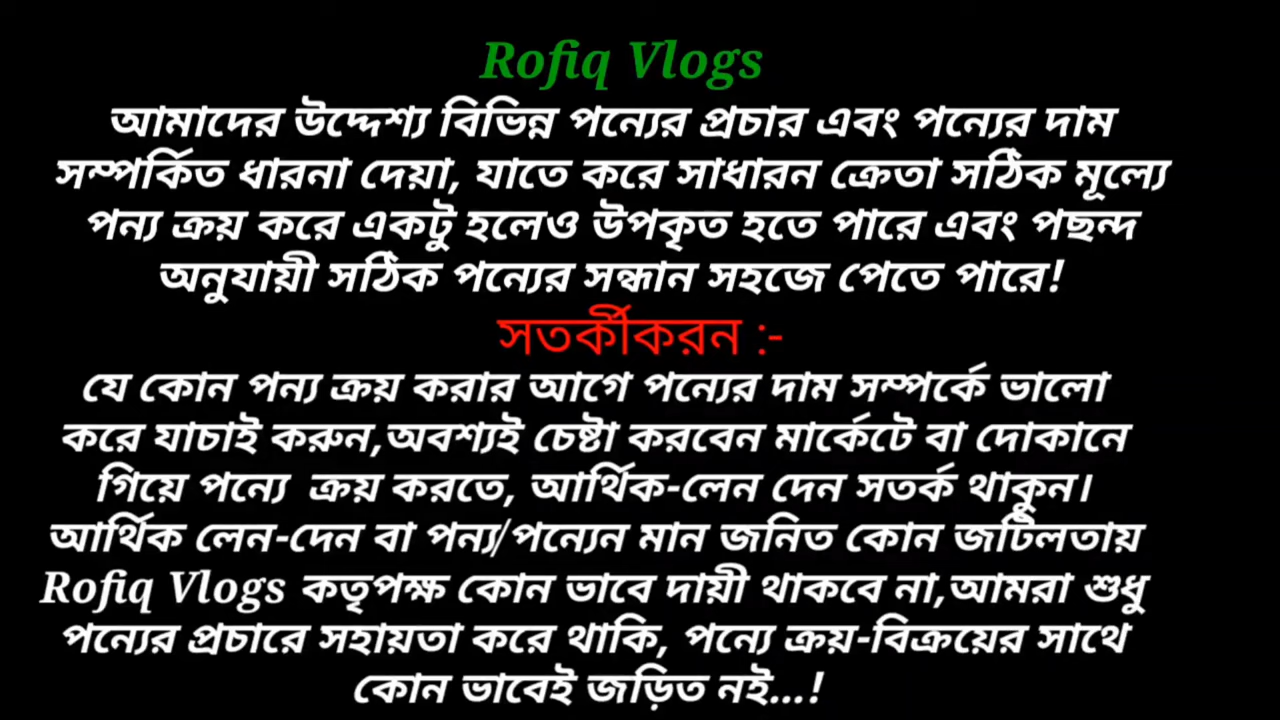 Rofiq Vlogs
আমাদের উদ্দেশ্য বিভিন্ন পন্যের প্রচার এবং পন্যের দাম
সম্পর্কিত ধারনা দেয়া, যাতে করে সাধারন ক্রেতা সঠিক মূল্যে
পন্য ক্রয় করে একটু হলেও উপকৃত হতে পারে এবং পছন্দ
অনুযায়ী সঠিক পন্যের সন্ধান সহজে পেতে পারে!
সতর্কীকরন :-
যে কোন পন্য ক্রয় করার আগে পন্যের দাম সম্পর্কে ভালো
করে যাচাই করুন,অবশ্যই চেষ্টা করবেন মার্কেটে বা দোকানে
গিয়ে পন্যে ক্রয় করতে, আর্থিক-লেন দেন সতর্ক থাকুন।
আর্থিক লেন-দেন বা পন্য/পন্যেন মান জনিত কোন জটিলতায়
Rofiq Vlogs কতৃপক্ষ কোন ভাবে দায়ী থাকবে না,আমরা শুধু
পন্যের প্রচারে সহায়তা করে থাকি, পন্যে ক্রয়-বিক্রয়ের সাথে
কোন ভাবেই জড়িত নই...!